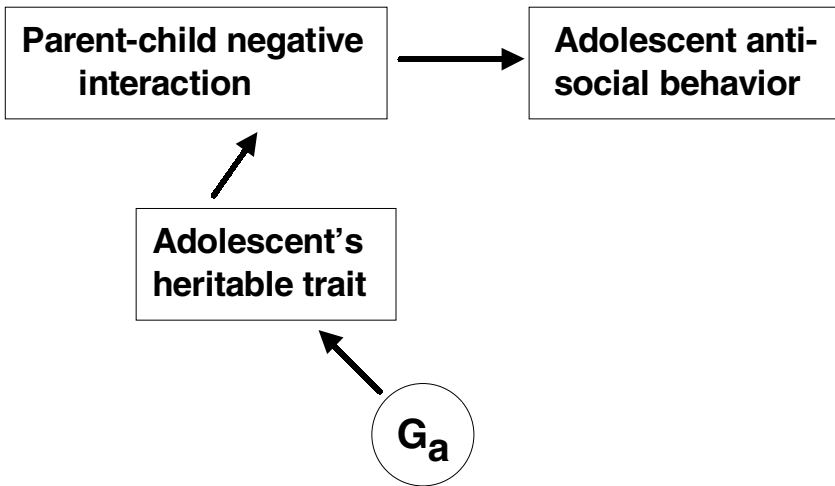 Parent-child negative
interaction
Adolescent anti-
social behavior
Adolescent's
heritable trait
Ga